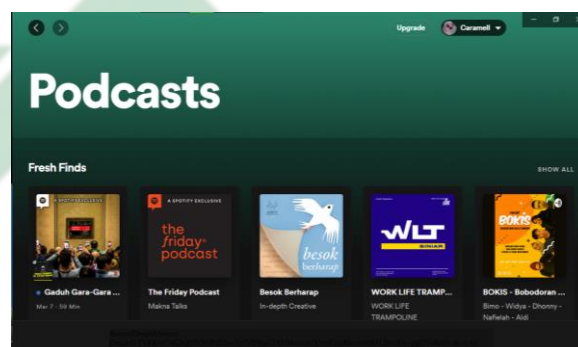 Upgrade
Caramell
Podcasts
Fresh Finds
SHOW ALL
A SPOTIFY EXCLUSIVE
A SPOTIFY EXCLUSIVE
the
friday
podcast
besok
berharap
WLT
BOKIS
Gaduh Gara-Gara ...
Mar 7 · 59 Min
The Friday Podcast
Makna Talks
Besok Berharap
In-depth Creative
WORK LIFE TRAMP...
WORK LIFE
TRAMPOLINE
BOKIS - Bobodoran ...
Bimo - Widya - Dhonny -
Nafielah - Aldi